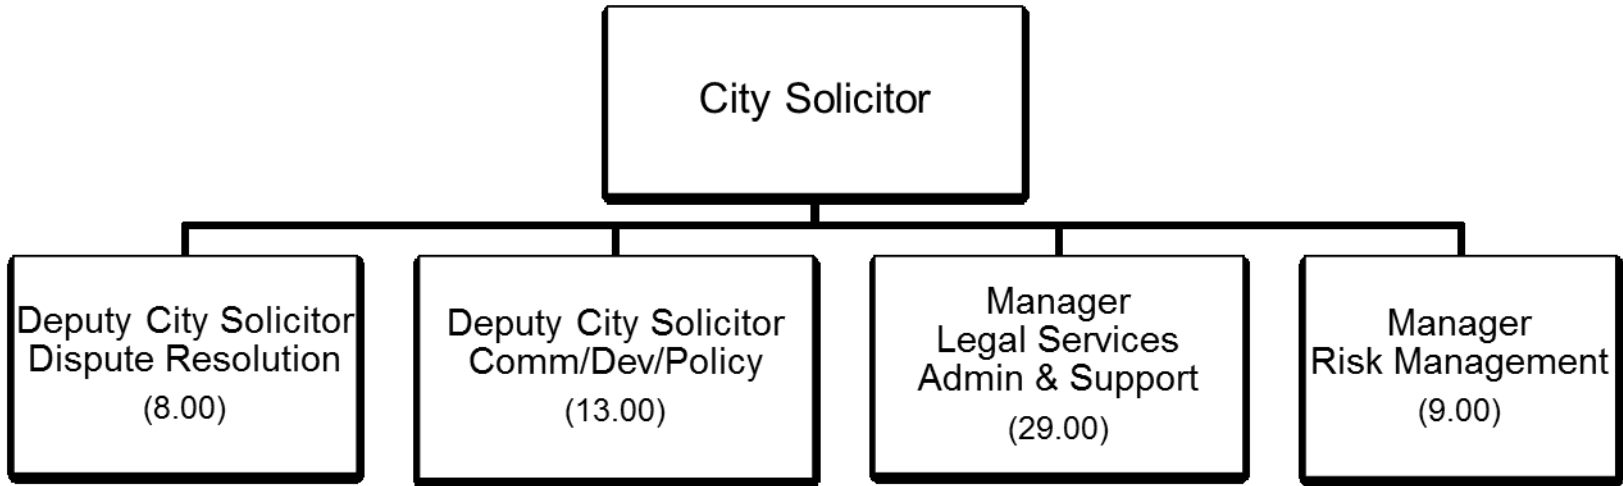 City Solicitor
Deputy City Solicitor
Dispute Resolution
(8.00)
Deputy City Solicitor
Comm/Dev/Policy
(13.00)
Manager
Legal Services
Admin & Support
(29.00)
Manager
Risk Management
(9.00)